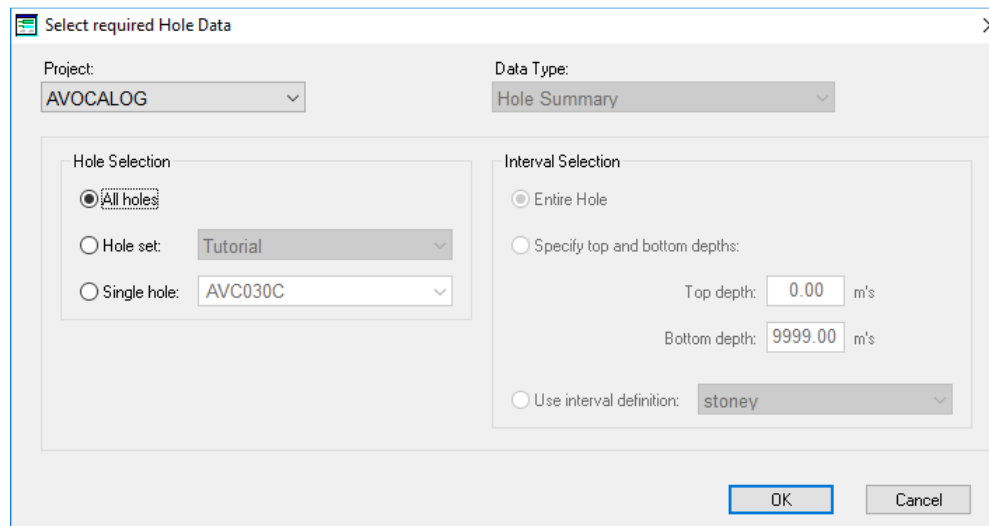 Select required Hole Data
Project:
AVOCALOG
Data Type:
Hole Summary
Hole Selection
All holes
Hole set:
Tutorial
Single hole:
AVC030C
Interval Selection
Entire Hole
Specify top and bottom depths:
Top depth: 0.00 m's
Bottom depth: 9999.00 m's
Use interval definition: stoney
OK
Cancel